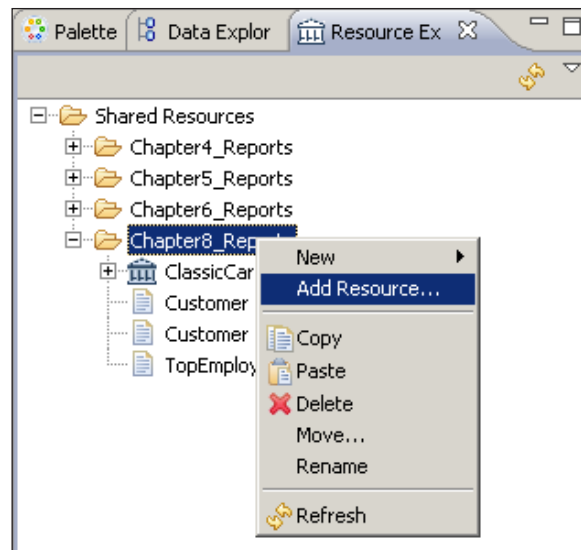 Palette Data Explor Resource Ex
Shared Resources
Chapter4_Reports
Chapter5_Reports
Chapter6_Reports
Chapter8_Reports
New
ClassicCar
Add Resource...
Customer
Copy
Customer
Paste
TopEmploy
Delete
Move...
Rename
Refresh